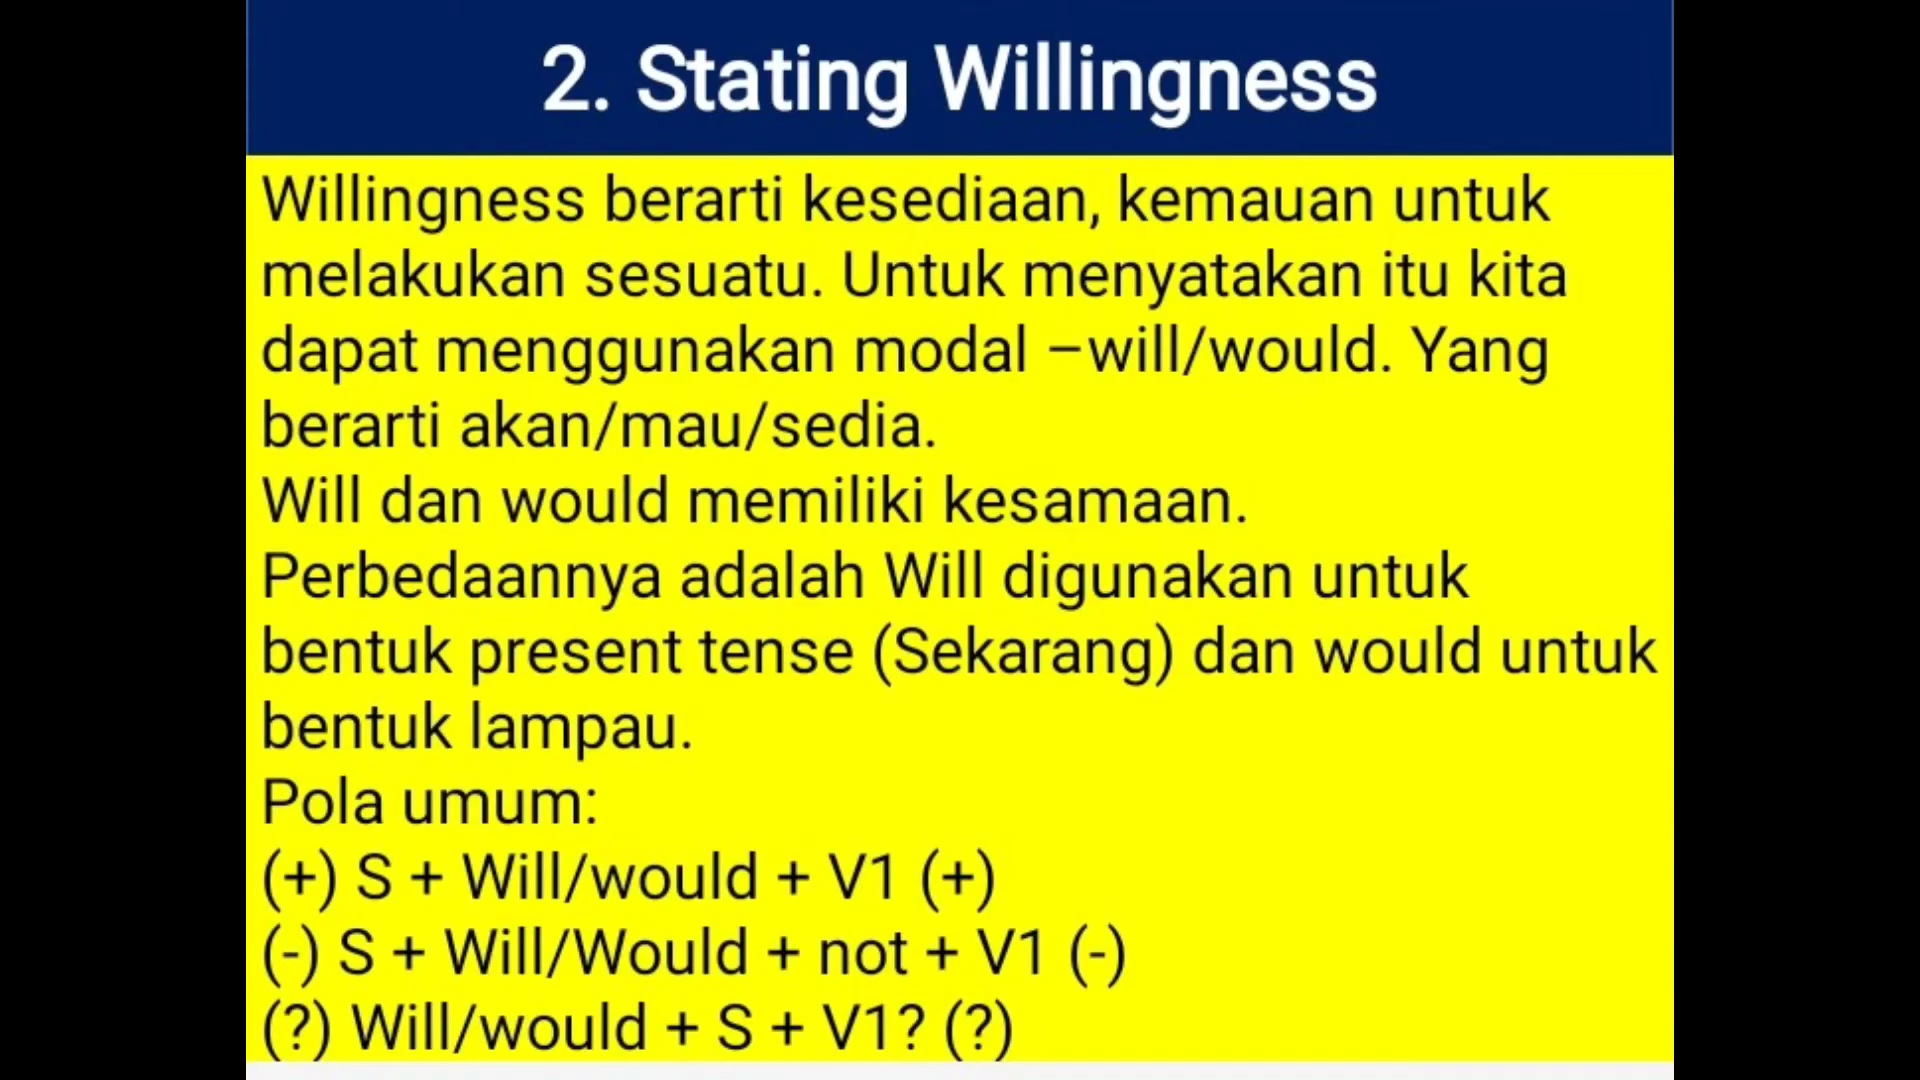 2. Stating Willingness
Willingness berarti kesediaan, kemauan untuk
melakukan sesuatu. Untuk menyatakan itu kita
dapat menggunakan modal –will/would. Yang
berarti akan/mau/sedia.
Will dan would memiliki kesamaan.
Perbedaannya adalah Will digunakan untuk
bentuk present tense (Sekarang) dan would untuk
bentuk lampau.
Pola umum:
(+) S + Will/would + V1 (+)
(-) S + Will/Would + not + V1 (-)
(?) Will/would + S + V1? (?)